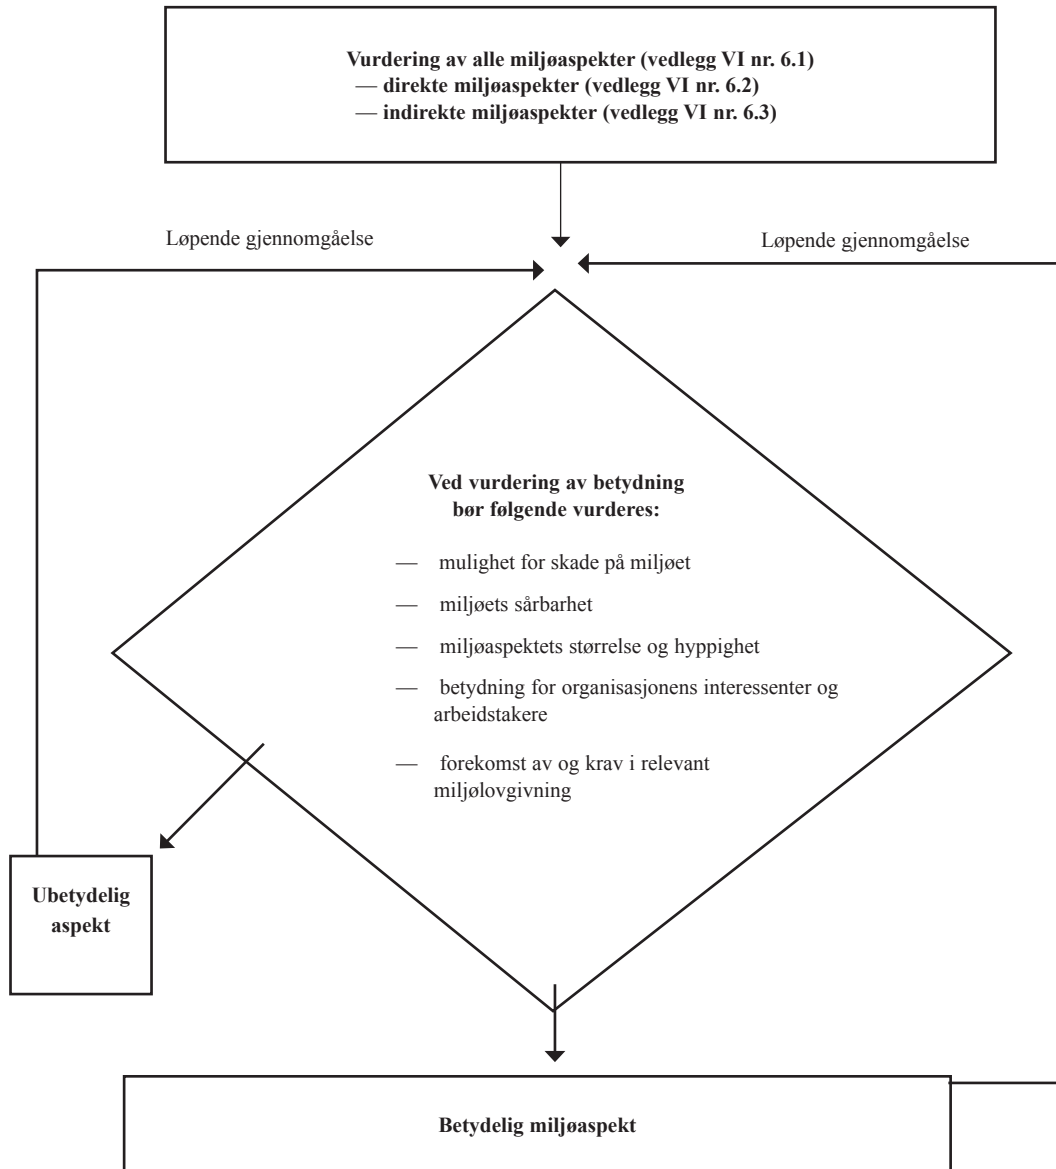 Vurdering av alle miljøaspekter (vedlegg VI nr. 6.1)
— direkte miljøaspekter (vedlegg VI nr. 6.2)
— indirekte miljøaspekter (vedlegg VI nr. 6.3)
Løpende gjennomgåelse
Løpende gjennomgåelse
Ved vurdering av betydning
bør følgende vurderes:
— mulighet for skade på miljøet
— miljøets sårbarhet
— miljøaspektets størrelse og hyppighet
— betydning for organisasjonens interessenter og
arbeidstakere
— forekomst av og krav i relevant
miljølovgivning
Ubetydelig
aspekt
Betydelig miljøaspekt